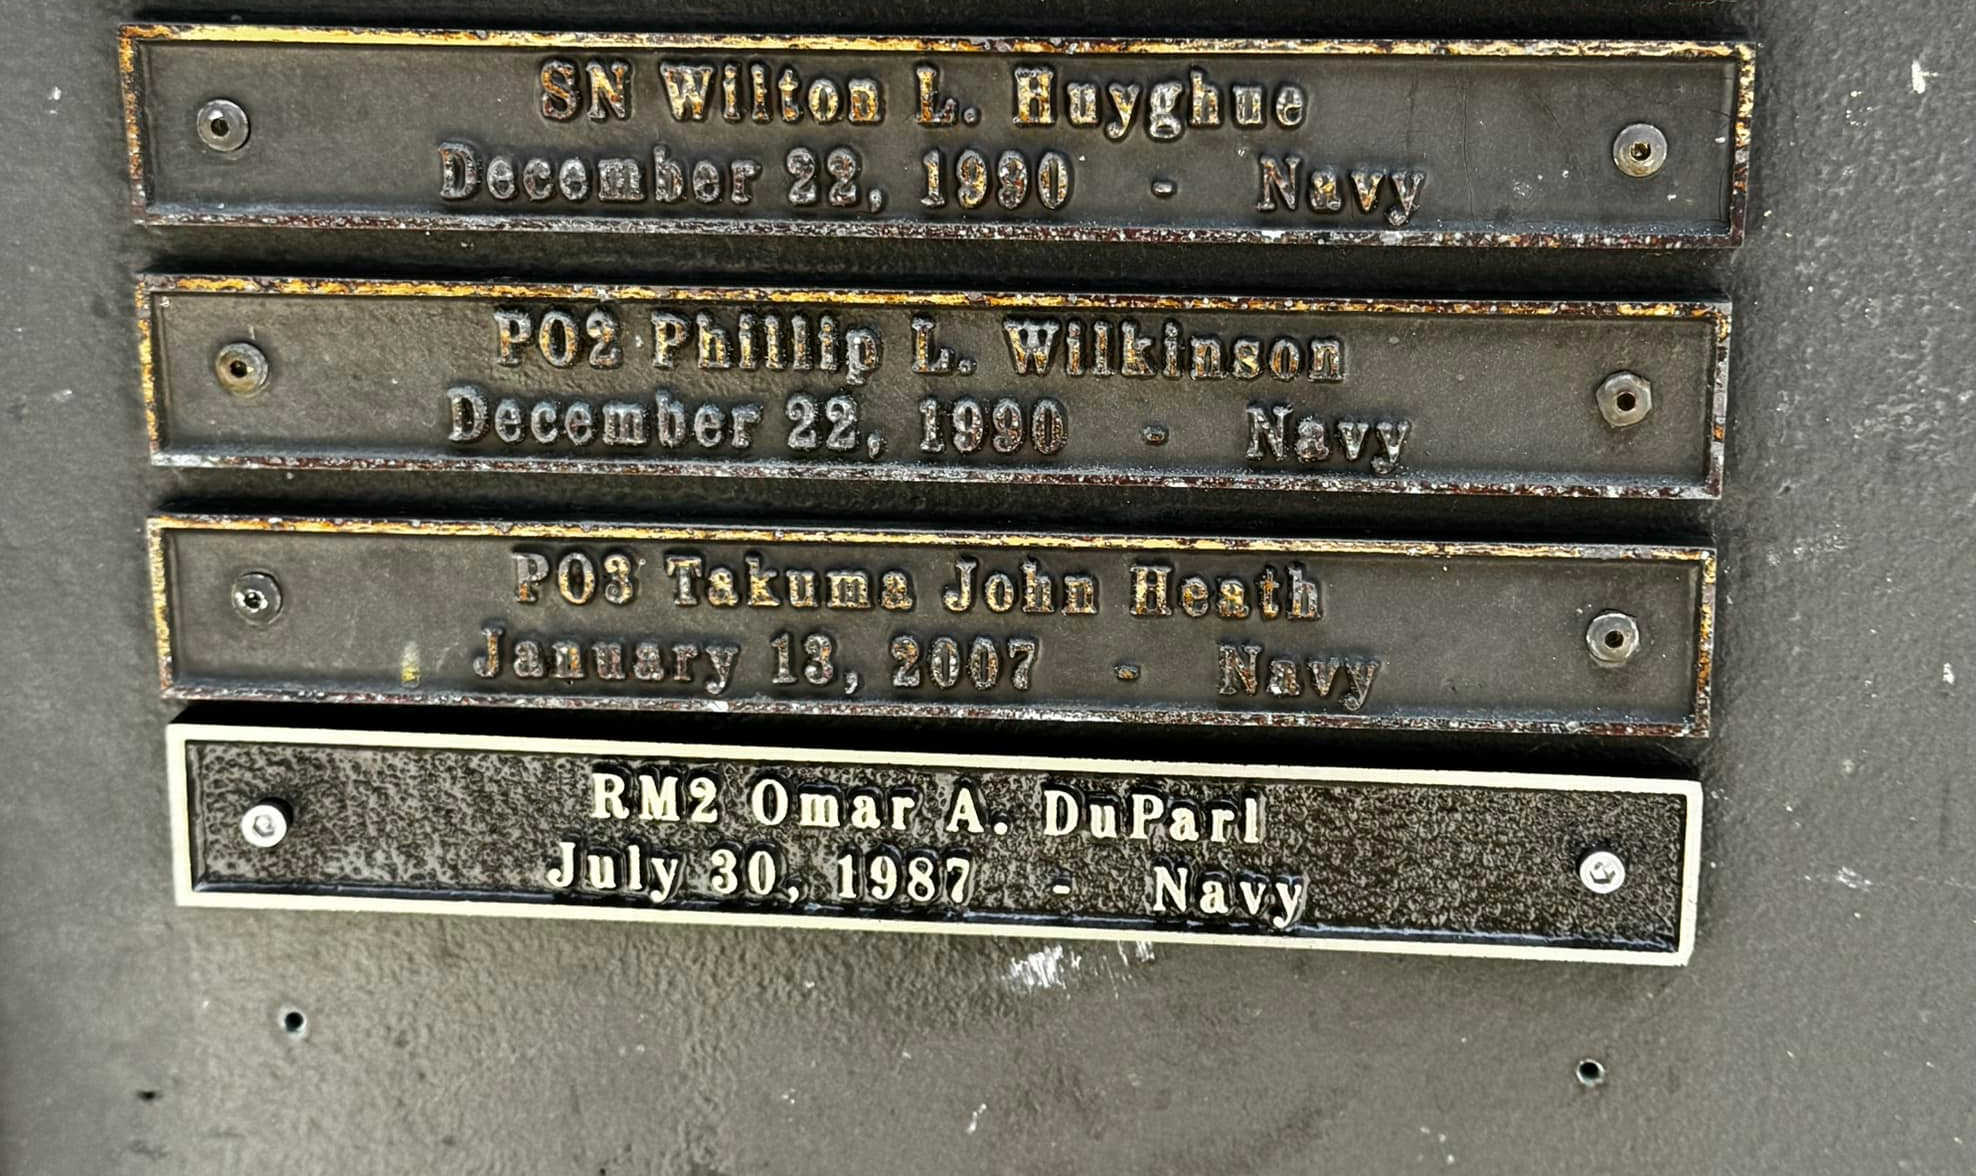 SN Wilton L. Huyghue
December 22, 1990 - Navy
PO2 Phillip L. Wilkinson
December 22, 1990 - Navy
PO3 Takuma John Heath
January 13, 2007 - Navy
RM2 Omar A. DuParl
July 30, 1987 - Navy